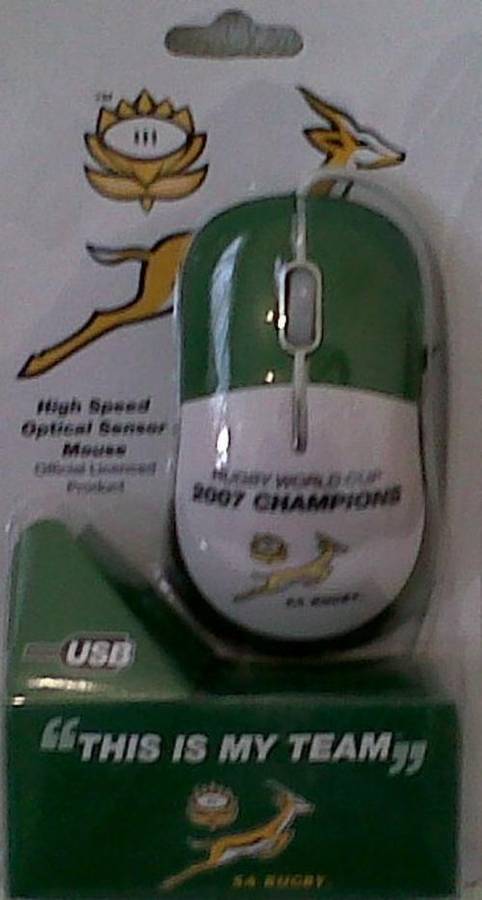 TM
High Speed
Optical Sensor
Mouse
Official Licensed
Product
RUGBY WORLD CUP
2007 CHAMPIONS
SA RUGBY
USB
“THIS IS MY TEAM„
SA RUGBY